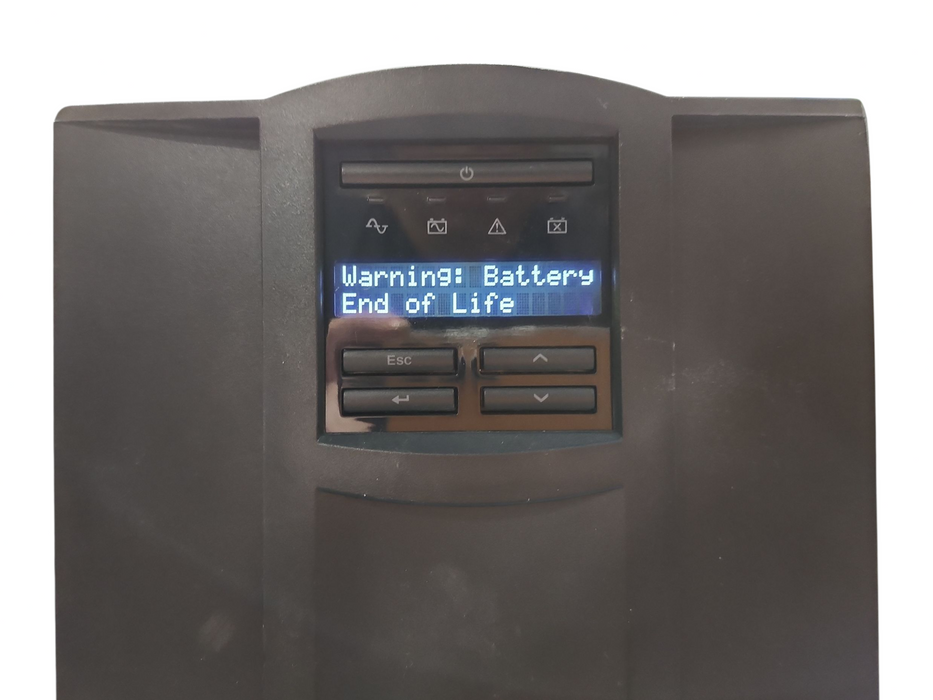 Warning: Battery
End of Life
Esc